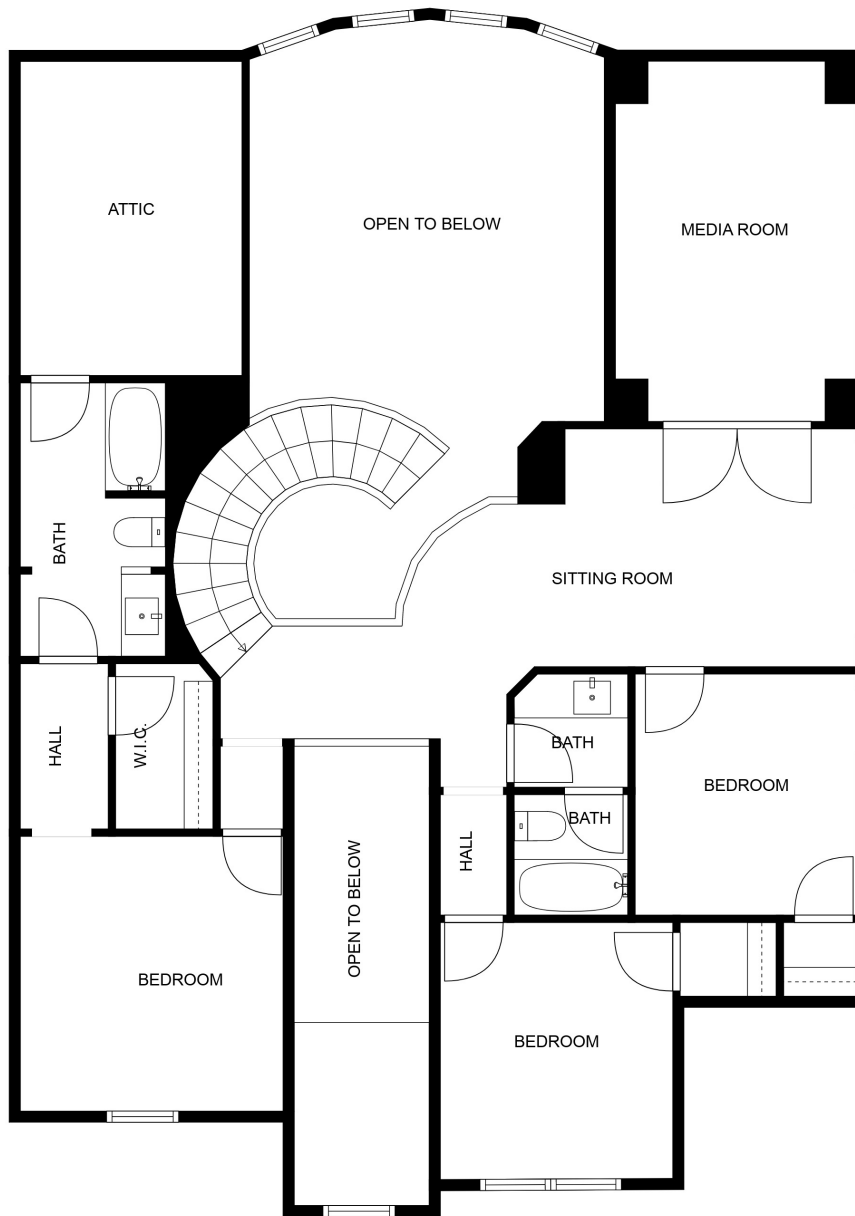 ATTIC
OPEN TO BELOW
MEDIA ROOM
BATH
SITTING ROOM
HALL
W.I.C.
BATH
BEDROOM
BATH
HALL
OPEN TO BELOW
BEDROOM
BEDROOM